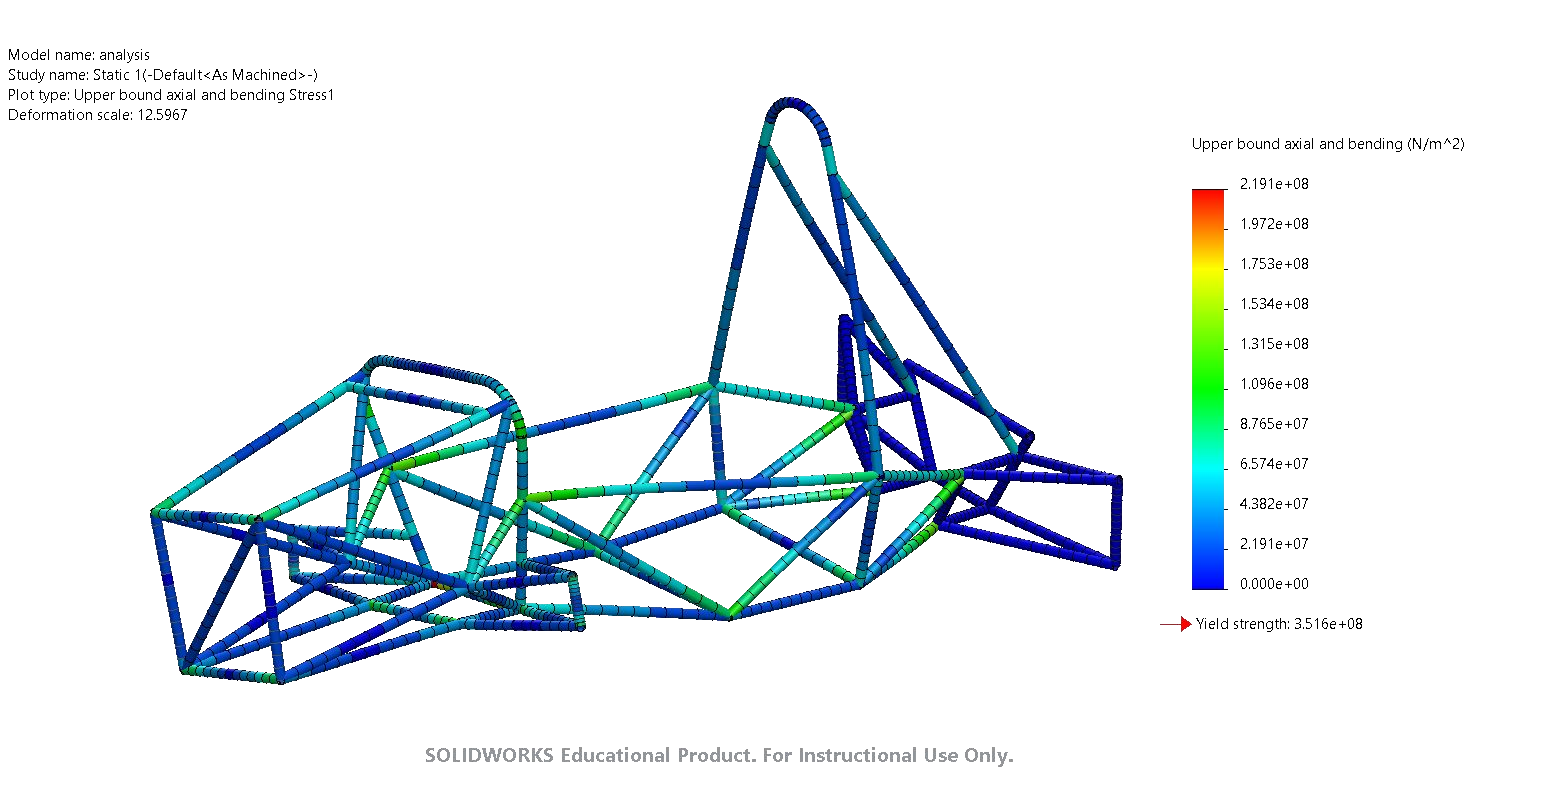 Model name: analysis
Study name: Static 1(-Default<As Machined>-)
Plot type: Upper bound axial and bending Stress1
Deformation scale: 12.5967
Upper bound axial and bending (N/m^2)
2.191e+08
1.972e+08
1.753e+08
1.534e+08
1.315e+08
1.096e+08
8.765e+07
6.574e+07
4.382e+07
2.191e+07
0.000e+00
Yield strength: 3.516e+08
SOLIDWORKS Educational Product. For Instructional Use Only.